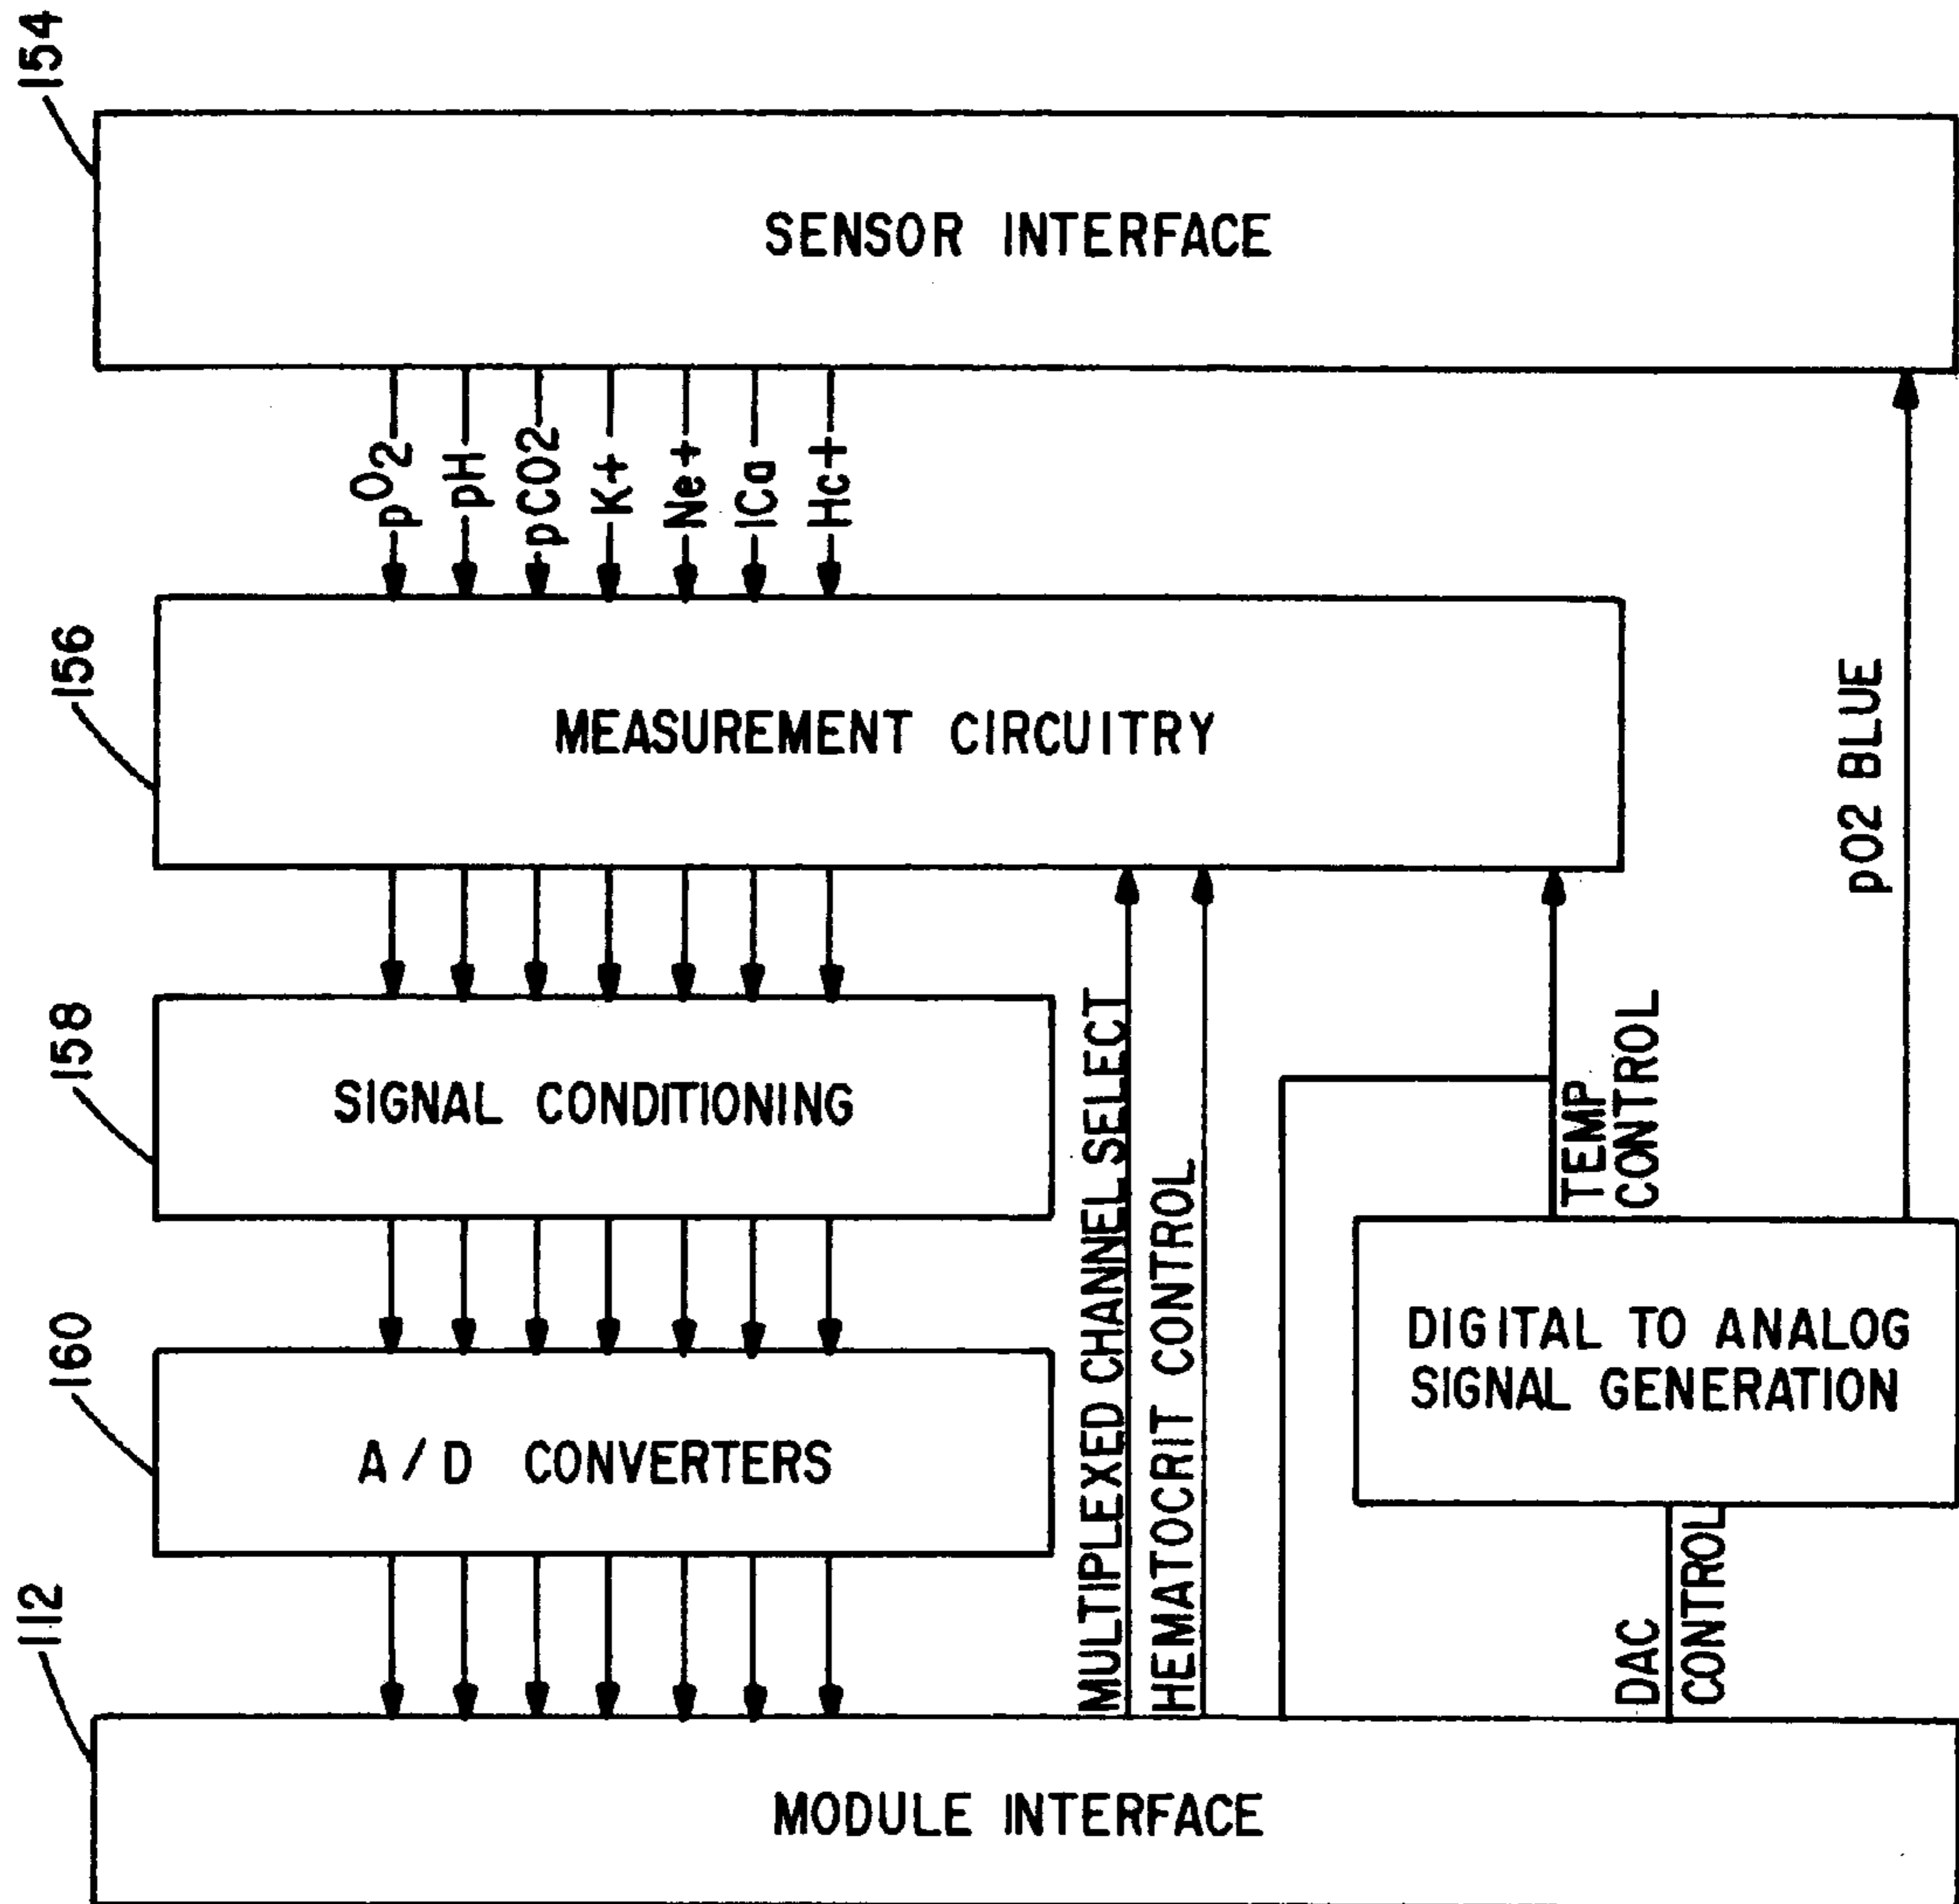 154
SENSOR INTERFACE
pO2
pH
pCO2
K+
Ne+
ICa
Hc+
156
MEASUREMENT CIRCUITRY
pO2 BLUE
158
SIGNAL CONDITIONING
MULTIPLEXED CHANNEL SELECT
HEMATOCRIT CONTROL
TEMP
CONTROL
160
A/D CONVERTERS
DIGITAL TO ANALOG
SIGNAL GENERATION
DAC
CONTROL
112
MODULE INTERFACE